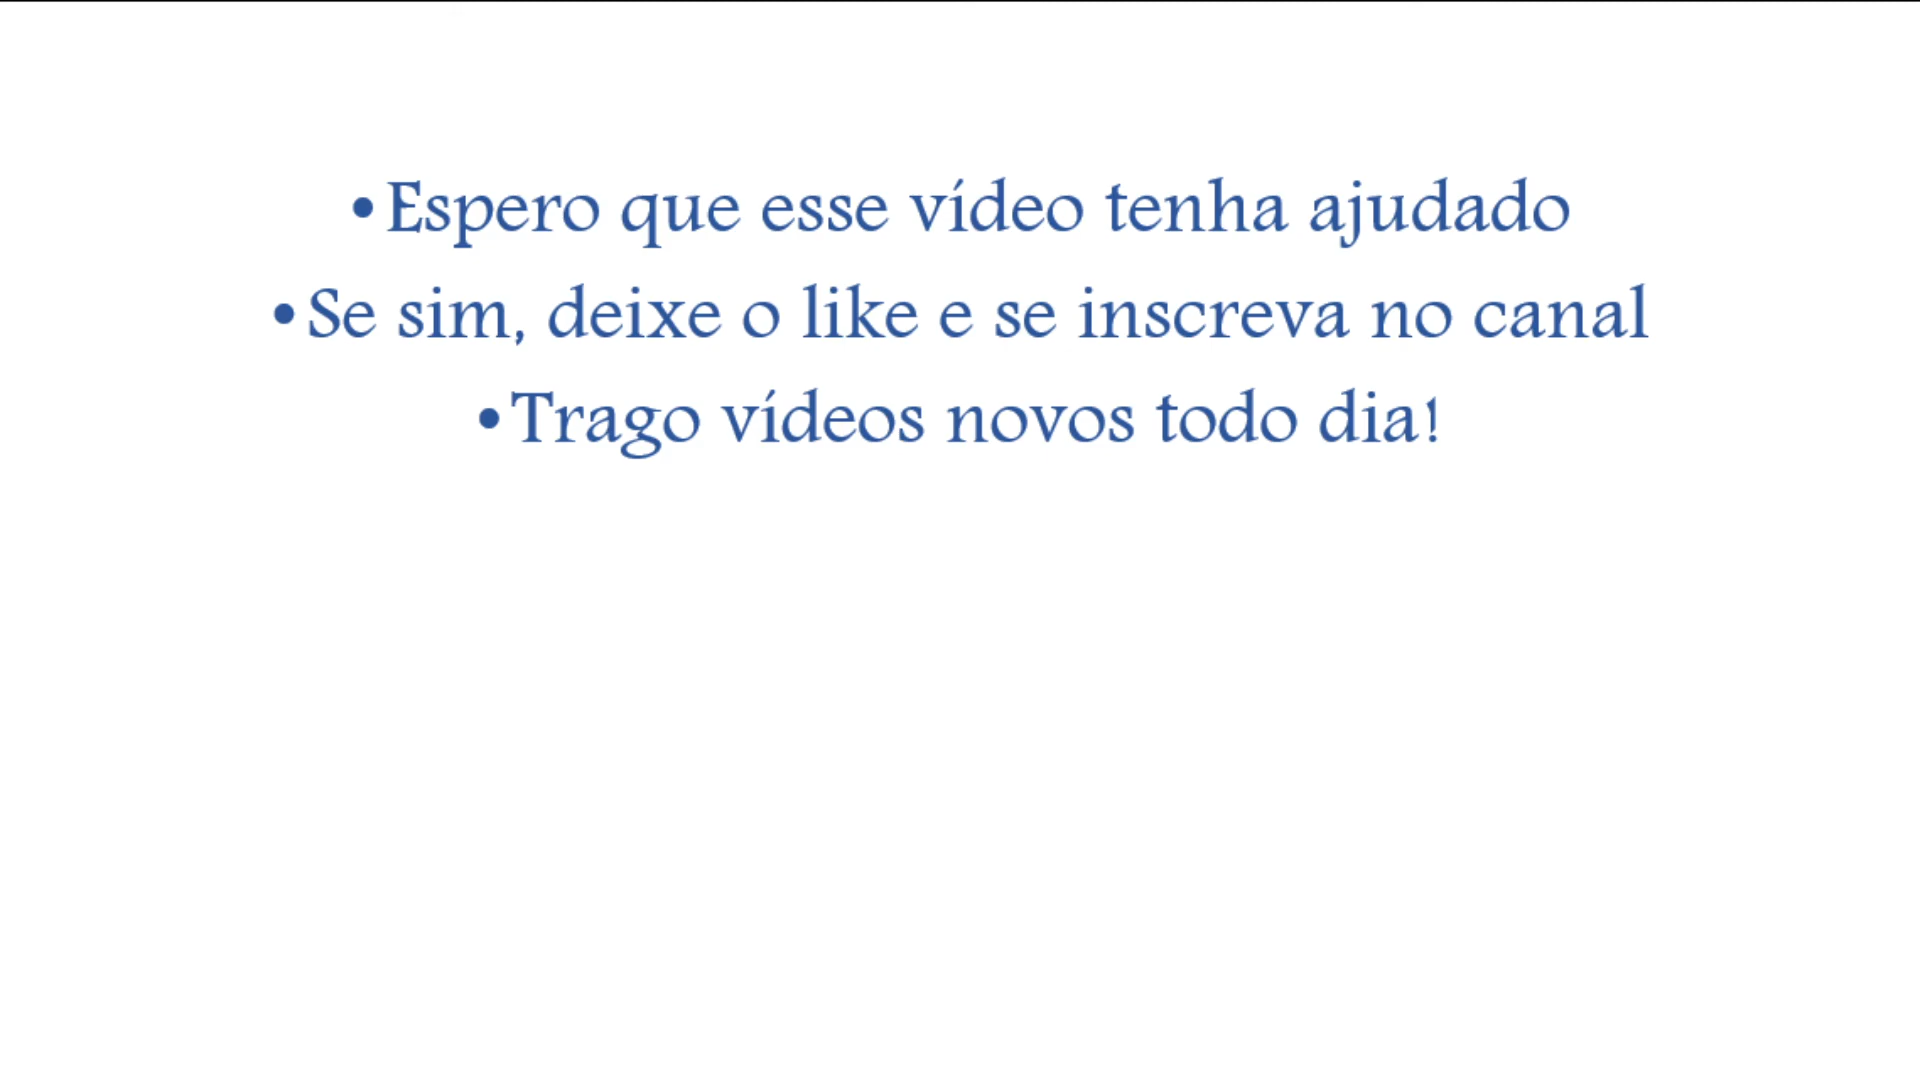 •Espero que esse vídeo tenha ajudado
•Se sim, deixe o like e se inscreva no canal
•Trago vídeos novos todo dia!